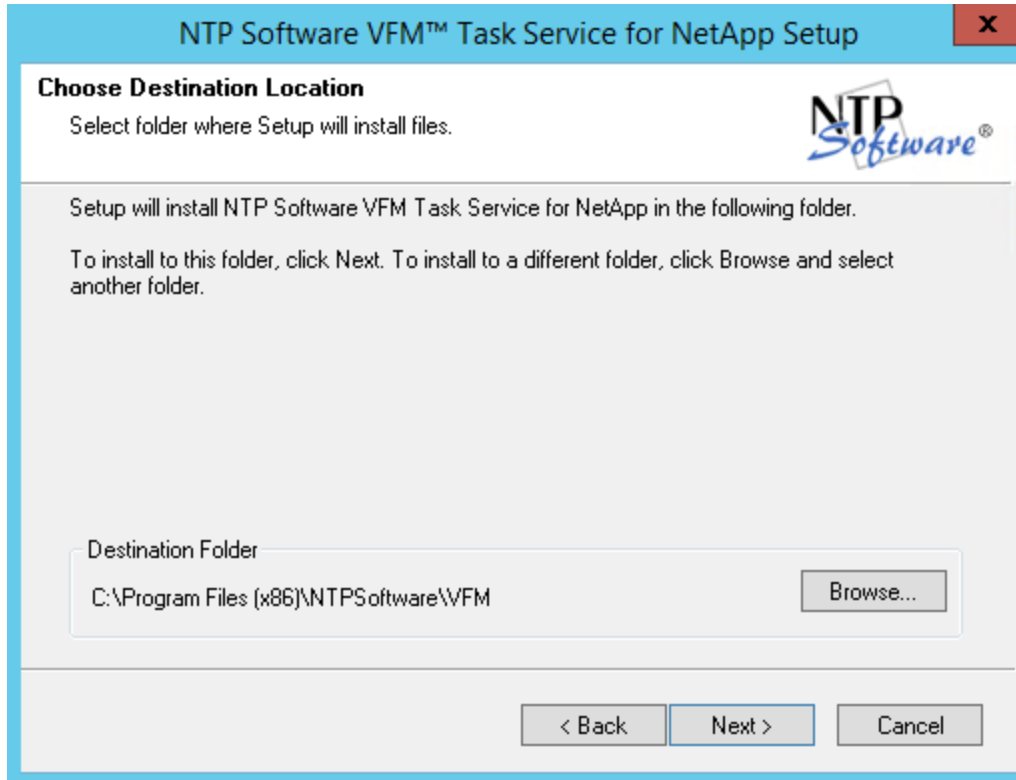 NTP Software VFM™ Task Service for NetApp Setup
x
Choose Destination Location
Select folder where Setup will install files.
NTP
Software®
Setup will install NTP Software VFM Task Service for NetApp in the following folder.
To install to this folder, click Next. To install to a different folder, click Browse and select
another folder.
Destination Folder
C:\Program Files (x86)\NTPSoftware\VFM
Browse...
< Back
Next >
Cancel